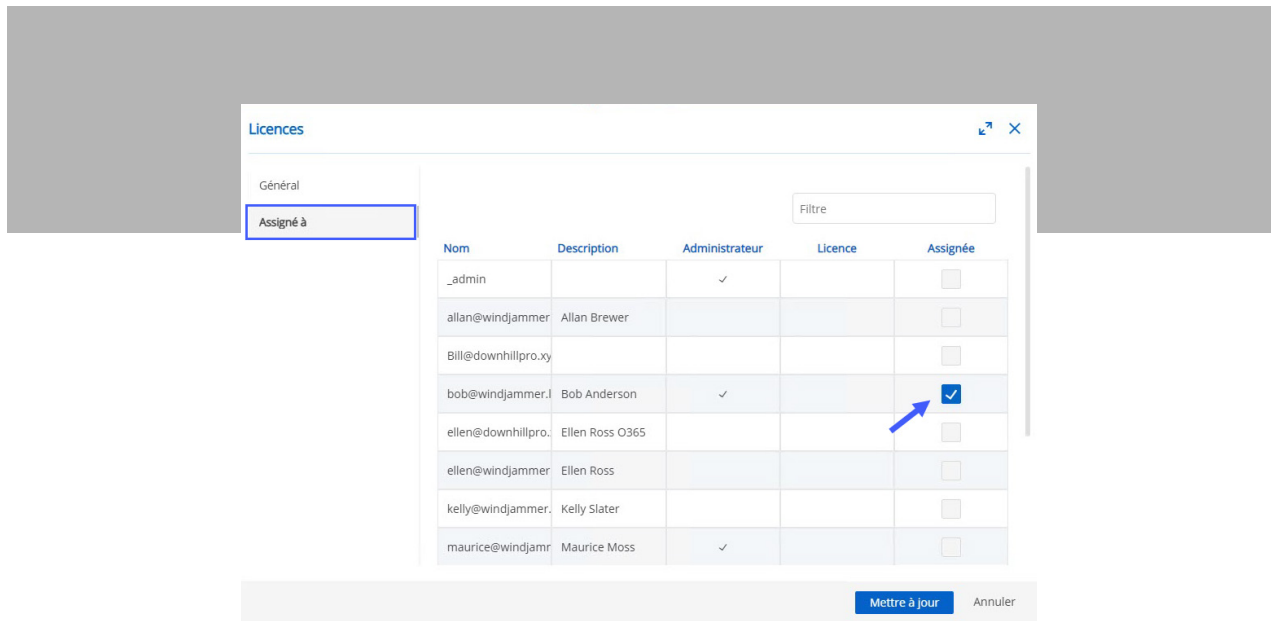 Licences
Général
Assigné à
Filtre
Nom Description Administrateur Licence Assignée
_admin
allan@windjammer Allan Brewer
Bill@downhillpro.xy
bob@windjammer.l Bob Anderson
ellen@downhillpro. Ellen Ross O365
ellen@windjammer Ellen Ross
kelly@windjammer. Kelly Slater
maurice@windjamr Maurice Moss
Mettre à jour Annuler